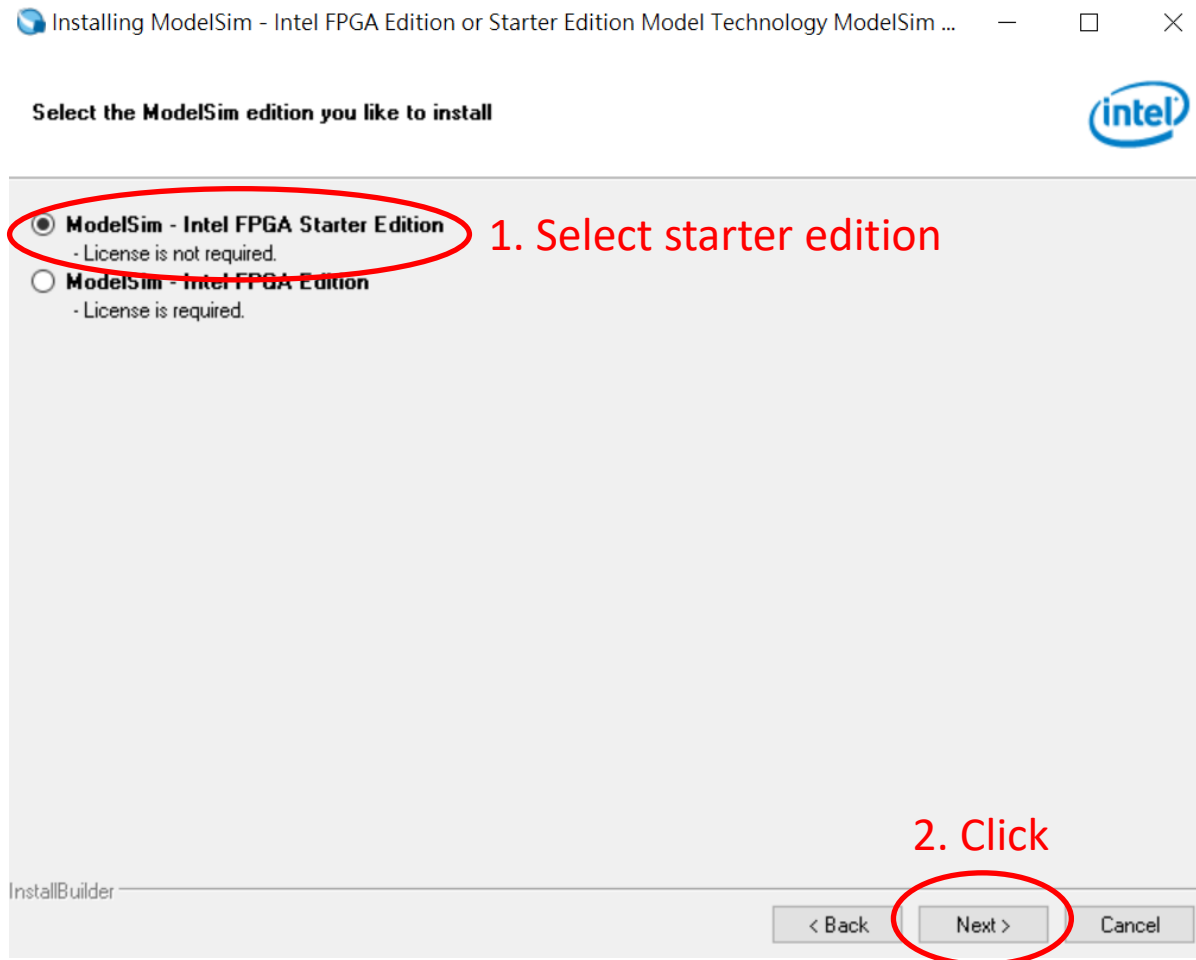 Installing ModelSim - Intel FPGA Edition or Starter Edition Model Technology ModelSim ...
Select the ModelSim edition you like to install
intel
ModelSim - Intel FPGA Starter Edition
1. Select starter edition
- License is not required.
ModelSim - Intel FPGA Edition
- License is required.
2. Click
InstallBuilder
< Back
Next >
Cancel